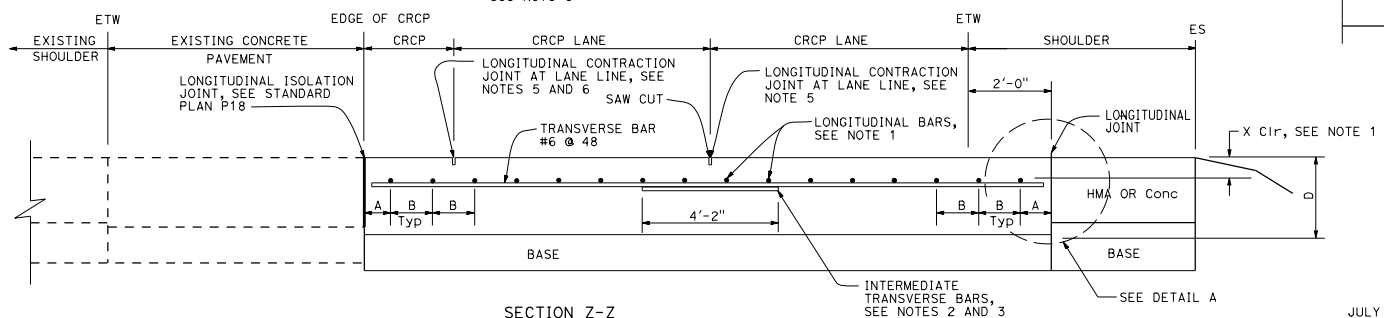 ETW
EDGE OF CRCP
ETW
ES
EXISTING
SHOULDER
EXISTING CONCRETE
PAVEMENT
CRCP
CRCP LANE
CRCP LANE
SHOULDER
LONGITUDINAL ISOLATION
JOINT, SEE STANDARD
PLAN P18
LONGITUDINAL CONTRACTION
JOINT AT LANE LINE, SEE
NOTES 5 AND 6
SAW CUT
LONGITUDINAL CONTRACTION
JOINT AT LANE LINE, SEE
NOTE 5
2'-0"
LONGITUDINAL
JOINT
TRANSVERSE BAR
#6 @ 48
LONGITUDINAL BARS,
SEE NOTE 1
X Clr, SEE NOTE 1
A
B
B
Typ
4'-2"
B
B
A
Typ
HMA OR Conc
D
BASE
BASE
INTERMEDIATE
TRANSVERSE BARS,
SEE NOTES 2 AND 3
SEE DETAIL A
SECTION Z-Z
JULY